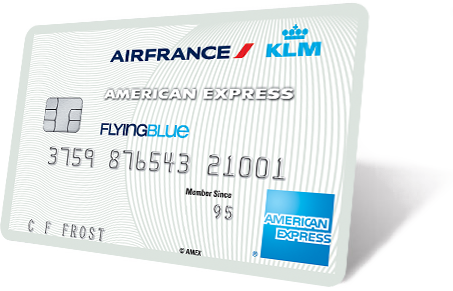 AIRFRANCE KLM
AMERICAN EXPRESS
FLYINGBLUE
3759 876543 21001
Member Since
95
AMERICAN EXPRESS
®
C F FROST
© AMEX